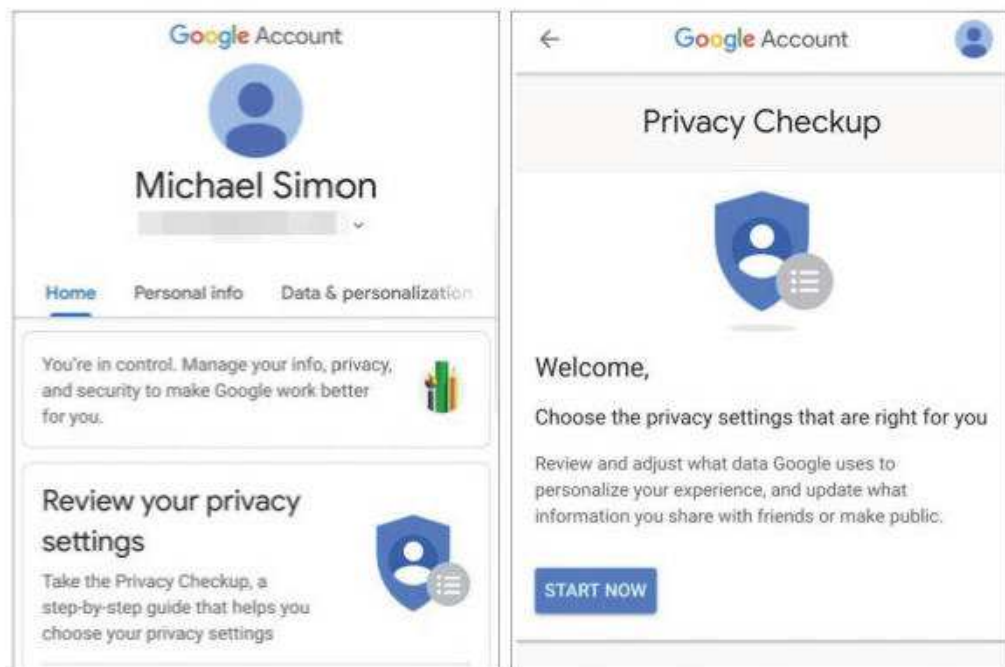 Google Account
Michael Simon
Home Personal info Data & personalization
You're in control. Manage your info, privacy,
and security to make Google work better
for you.
Review your privacy
settings
Take the Privacy Checkup, a
step-by-step guide that helps you
choose your privacy settings
Google Account
Privacy Checkup
Welcome,
Choose the privacy settings that are right for you
Review and adjust what data Google uses to
personalize your experience, and update what
information you share with friends or make public.
START NOW